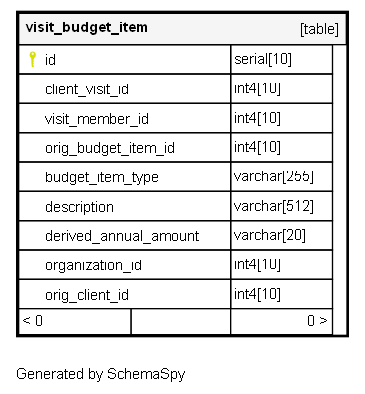 visit_budget_item [table]
id serial[10]
client_visit_id int4[10]
visit_member_id int4[10]
orig_budget_item_id int4[10]
budget_item_type varchar[255]
description varchar[512]
derived_annual_amount varchar[20]
organization_id int4[10]
orig_client_id int4[10]
< 0 0 >
Generated by SchemaSpy